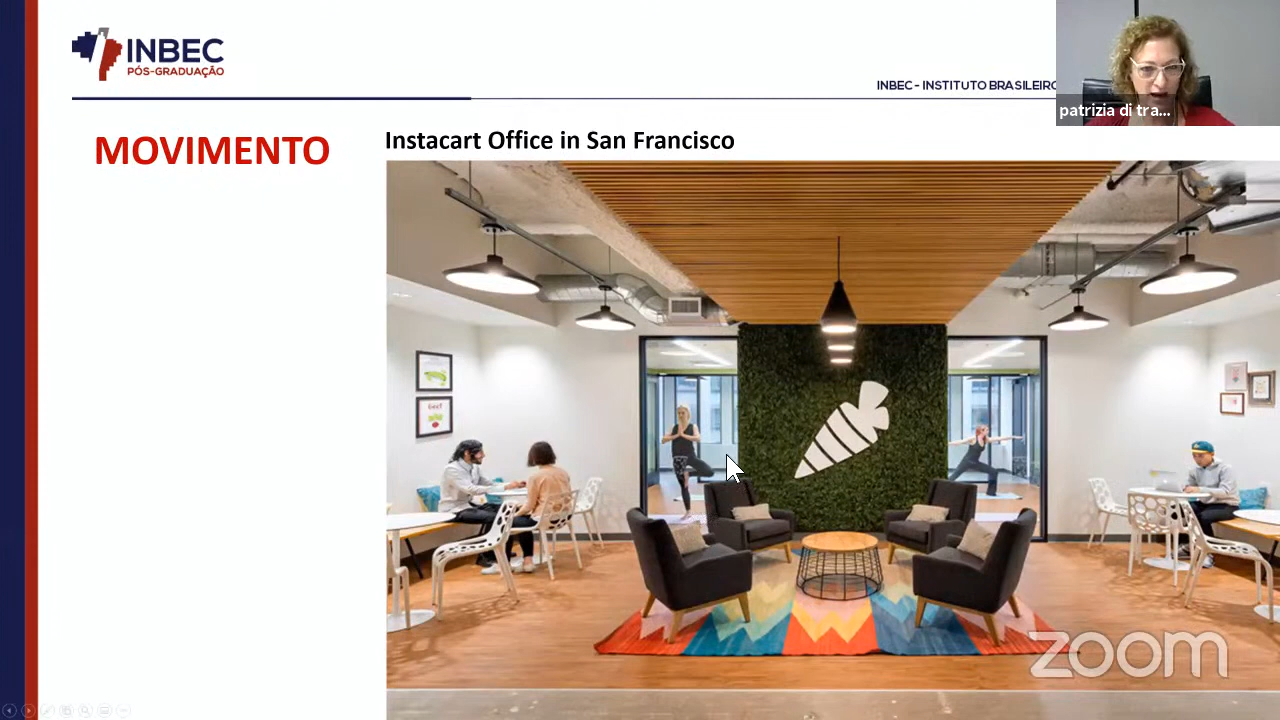 INBEC
PÓS-GRADUAÇÃO
INBEC - INSTITUTO BRASILEIRO
patrizia di tra...
MOVIMENTO
Instacart Office in San Francisco
zoom